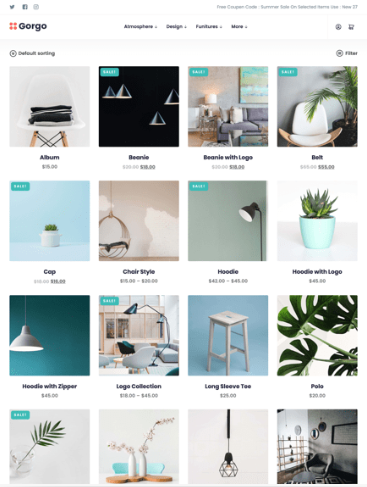 Free Coupon Code : Summer Sale On Selected Items Use : New 27
Gorgo
Atmosphere Design Furnitures More
Default sorting
Filter
SALE! SALE! SALE!
Album Beanie Beanie with Logo Belt
$15.00 $20.00 $18.00 $20.00 $18.00 $65.00 $55.00
SALE! SALE!
Cap Chair Style Hoodie Hoodie with Logo
$18.00 $16.00 $15.00 – $20.00 $42.00 – $45.00 $45.00
SALE!
Hoodie with Zipper Logo Collection Long Sleeve Tee Polo
$45.00 $18.00 – $45.00 $25.00 $20.00
SALE!